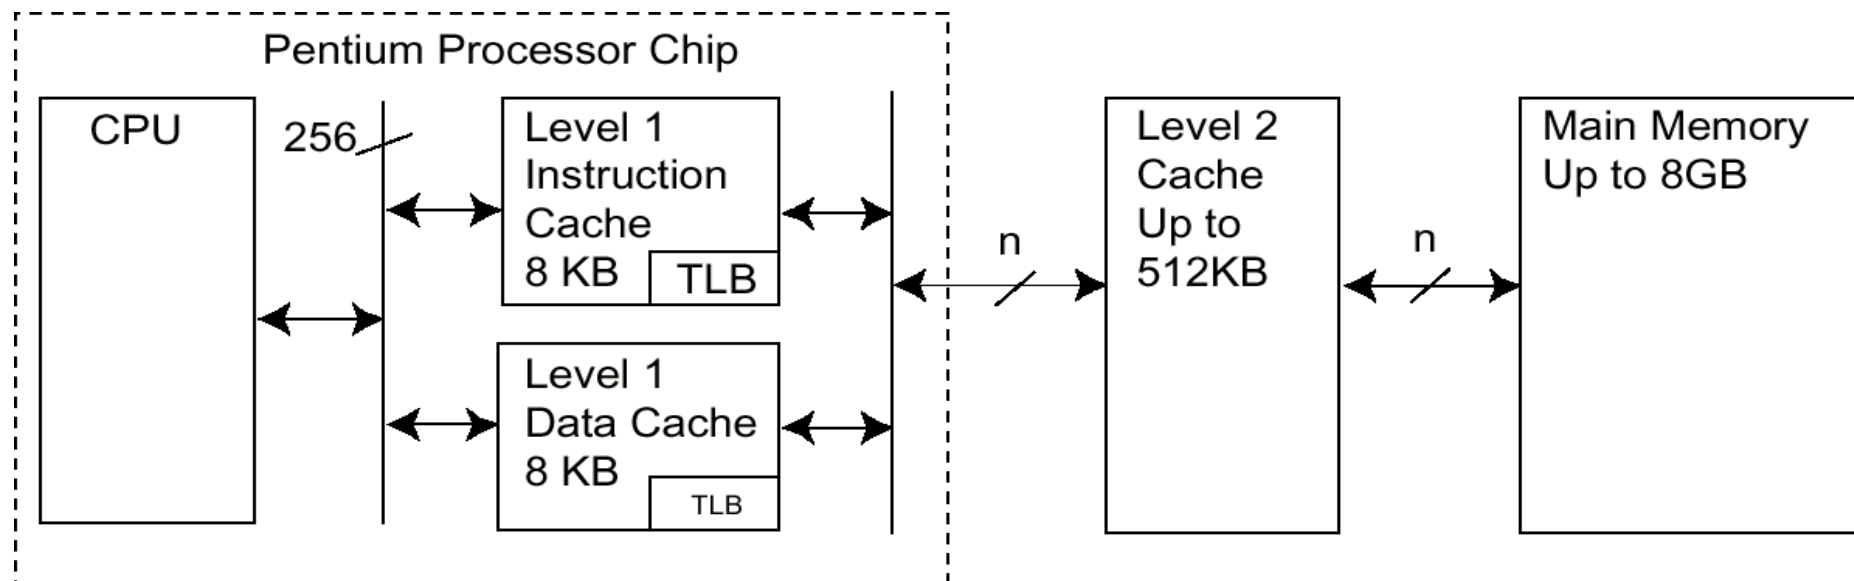 Pentium Processor Chip
CPU
256
Level 1
Instruction
Cache
8 KB
TLB
Level 1
Data Cache
8 KB
TLB
n
Level 2
Cache
Up to
512KB
n
Main Memory
Up to 8GB